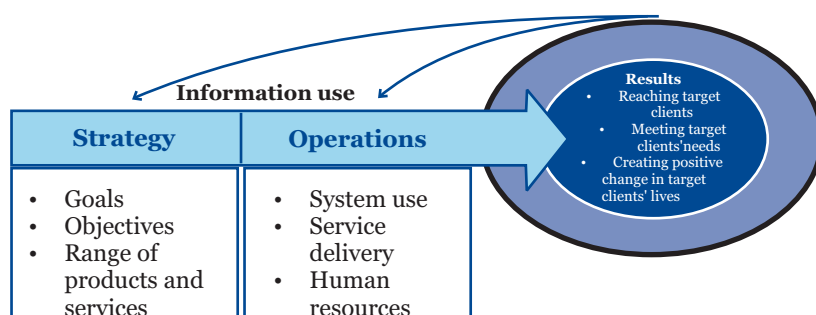 Information use
Strategy
Operations
Results
• Reaching target
clients
• Meeting target
clients'needs
• Creating positive
change in target
clients' lives
• Goals
• Objectives
• Range of
products and
services
• System use
• Service
delivery
• Human
resources